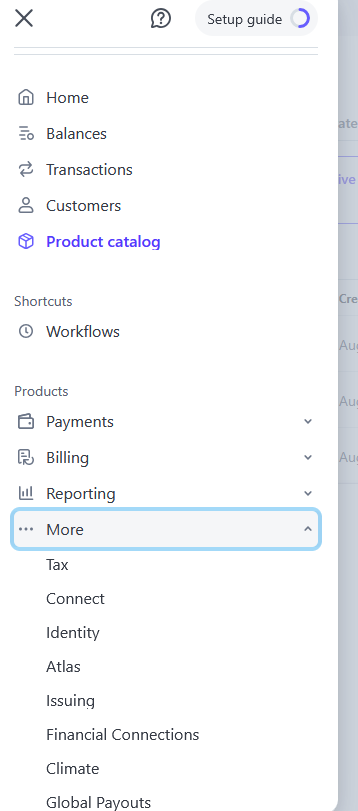 Setup guide
Home
Balances
Transactions
Customers
Product catalog
Shortcuts
Workflows
Products
Payments
Billing
Reporting
More
Tax
Connect
Identity
Atlas
Issuing
Financial Connections
Climate
Global Payouts